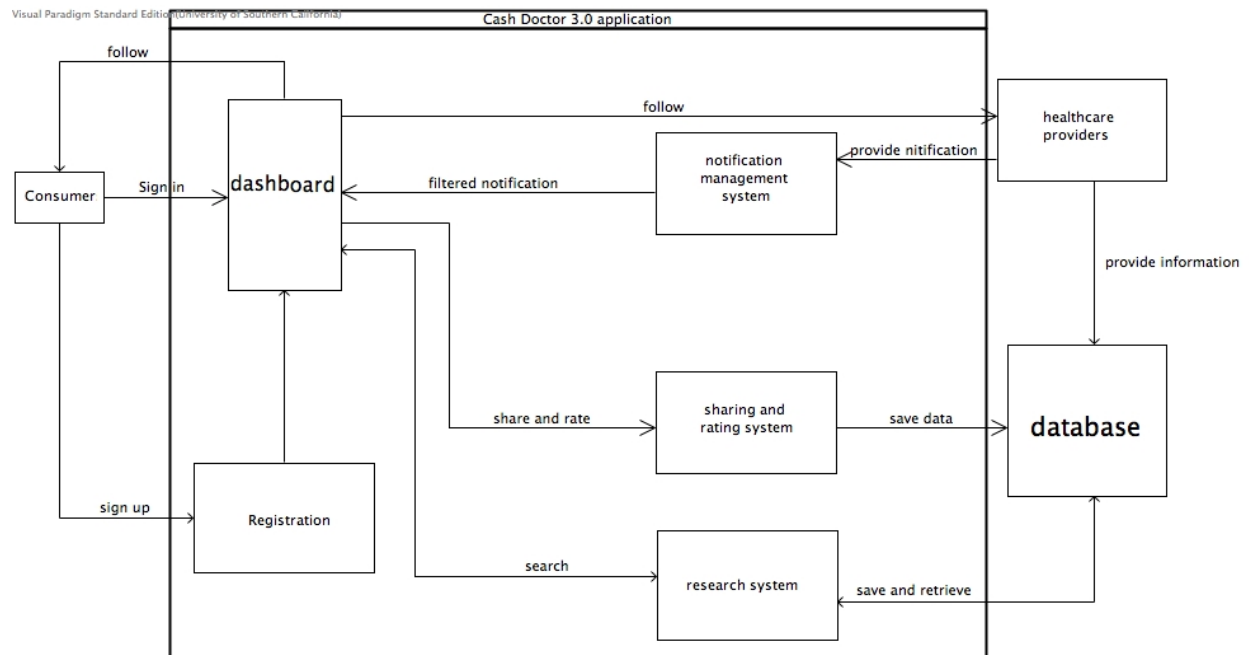 Visual Paradigm Standard Edition(University of Southern California)
Cash Doctor 3.0 application
follow
follow
healthcare
providers
provide nitification
notification
management
system
filtered notification
dashboard
Sign in
Consumer
provide information
share and rate
sharing and
rating system
save data
database
sign up
Registration
search
research system
save and retrieve